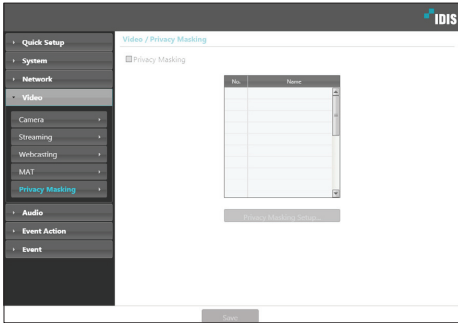 IDIS
Quick Setup
System
Network
Video
Camera
Streaming
Webcasting
MAT
Privacy Masking
Audio
Event Action
Event
Video / Privacy Masking
Privacy Masking
No. Name
Privacy Masking Setup...
Save